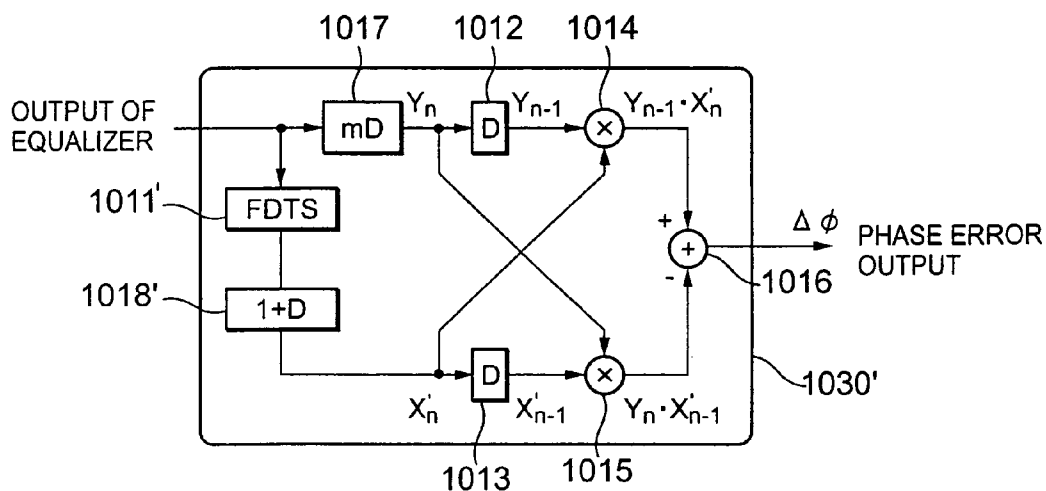 1017
1012
1014
OUTPUT OF
EQUALIZER
mD
Yn
D
Yn-1
×
Yn-1·X'n
1011'
FDTS
+
Δφ
PHASE ERROR
OUTPUT
+
1016
-
1018'
1+D
D
×
1030'
X'n
X'n-1
Yn·X'n-1
1013
1015